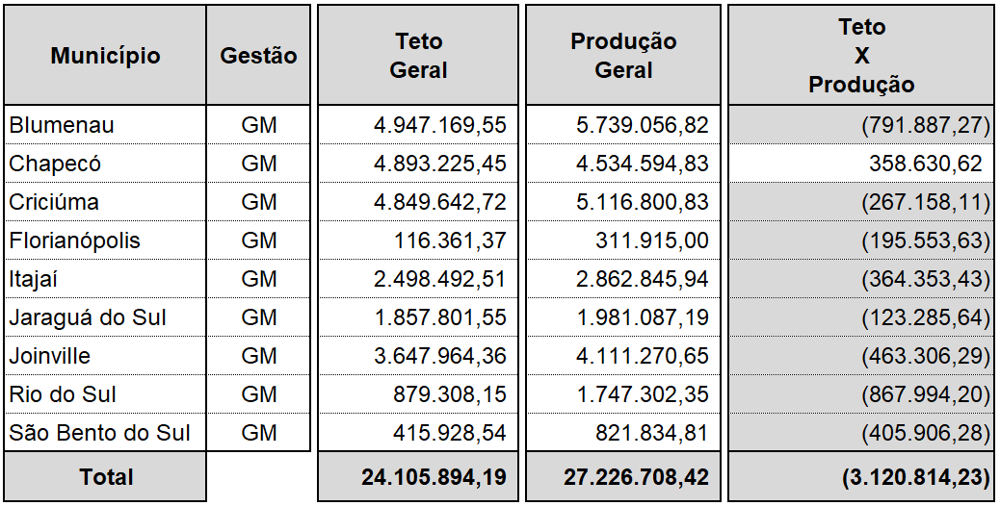 Município Gestão Teto Geral Produção Geral Teto X Produção
Blumenau GM 4.947.169,55 5.739.056,82 (791.887,27)
Chapecó GM 4.893.225,45 4.534.594,83 358.630,62
Criciúma GM 4.849.642,72 5.116.800,83 (267.158,11)
Florianópolis GM 116.361,37 311.915,00 (195.553,63)
Itajaí GM 2.498.492,51 2.862.845,94 (364.353,43)
Jaraguá do Sul GM 1.857.801,55 1.981.087,19 (123.285,64)
Joinville GM 3.647.964,36 4.111.270,65 (463.306,29)
Rio do Sul GM 879.308,15 1.747.302,35 (867.994,20)
São Bento do Sul GM 415.928,54 821.834,81 (405.906,28)
Total 24.105.894,19 27.226.708,42 (3.120.814,23)